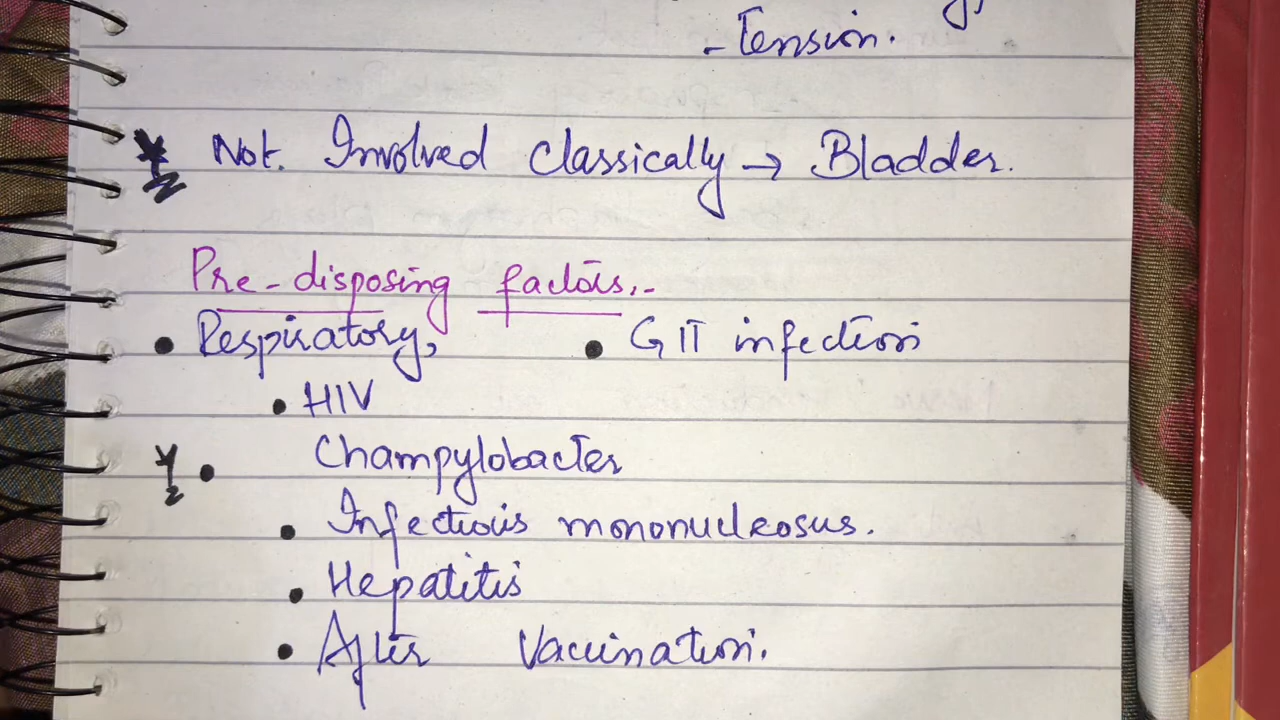 - Tension.
Not. Involved Classically → Bladder.
Pre-disposing factors.-
• Respiratory, • GIT infection
• HIV
• Champylobacter
• Infectious mononucleosus.
• Hepatitis
• After Vaccination.